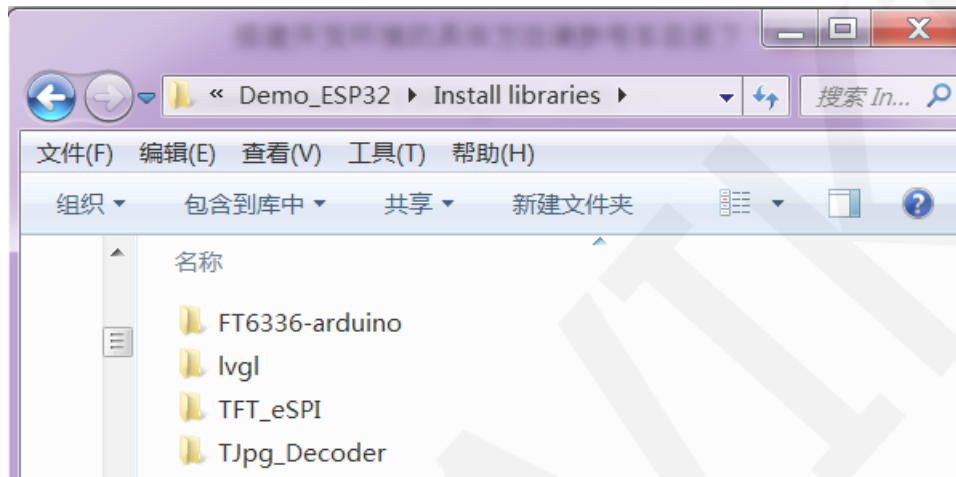 « Demo_ESP32 ▸ Install libraries ▸ 搜索 In...
文件(F) 编辑(E) 查看(V) 工具(T) 帮助(H)
组织 包含到库中 共享 新建文件夹
名称
FT6336-arduino
lvgl
TFT_eSPI
TJpg_Decoder